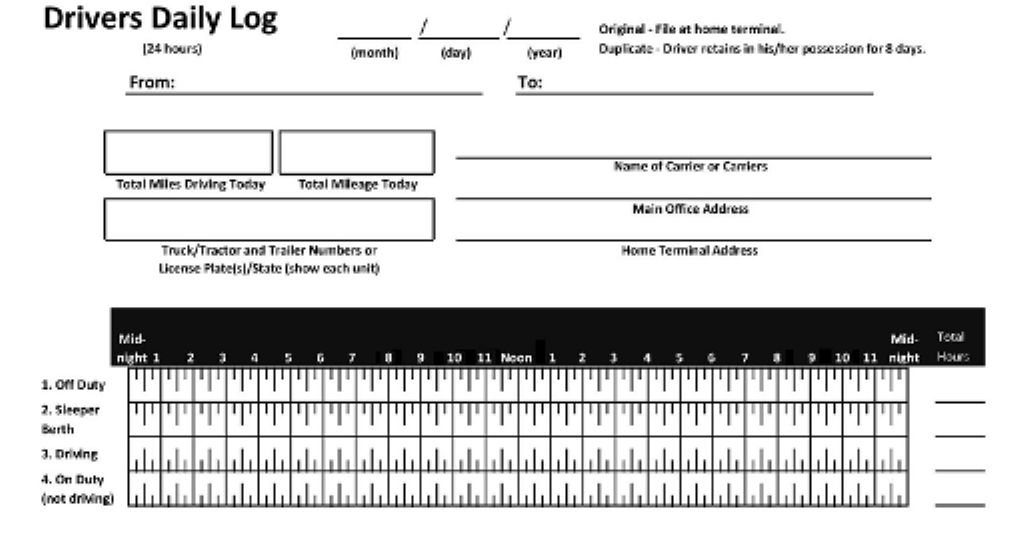 Drivers Daily Log
(24 hours)
/ /
(month) (day) (year)
Original - File at home terminal.
Duplicate - Driver retains in his/her possession for 8 days.
From: To:
Name of Carrier or Carriers
Total Miles Driving Today Total Mileage Today
Main Office Address
Truck/Tractor and Trailer Numbers or
License Plate(s)/State (show each unit)
Home Terminal Address
Mid- Mid- Total
night 1 2 3 4 5 6 7 8 9 10 11 Noon 1 2 3 4 5 6 7 8 9 10 11 night Hours
1. Off Duty
2. Sleeper
Berth
3. Driving
4. On Duty
(not driving)